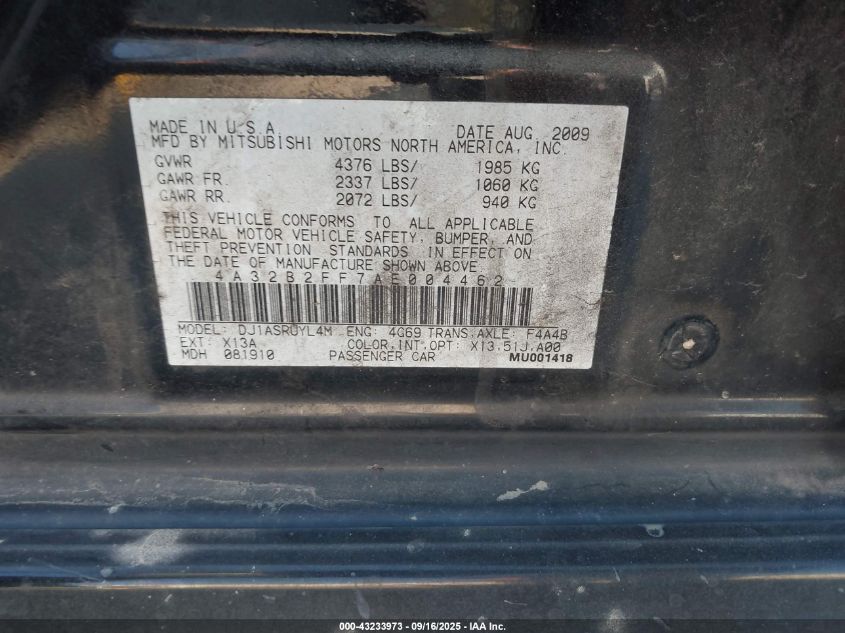 MADE IN U.S.A. DATE AUG. 2009
MFD BY MITSUBISHI MOTORS NORTH AMERICA, INC.
GVWR 4376 LBS/ 1985 KG
GAWR FR. 2337 LBS/ 1060 KG
GAWR RR. 2072 LBS/ 940 KG
THIS VEHICLE CONFORMS TO ALL APPLICABLE
FEDERAL MOTOR VEHICLE SAFETY, BUMPER, AND
THEFT PREVENTION STANDARDS IN EFFECT ON
THE DATE OF MANUFACTURE SHOWN ABOVE.
4A32B2FF7AE004462
MODEL: DJ1ASRUYL4M ENG: 4G69 TRANS.AXLE: F4A4B
EXT: X13A COLOR,INT,OPT: X13,51J,A00
MDH 081910 PASSENGER CAR MU001418
000-43233973 - 09/16/2025 - IAA Inc.